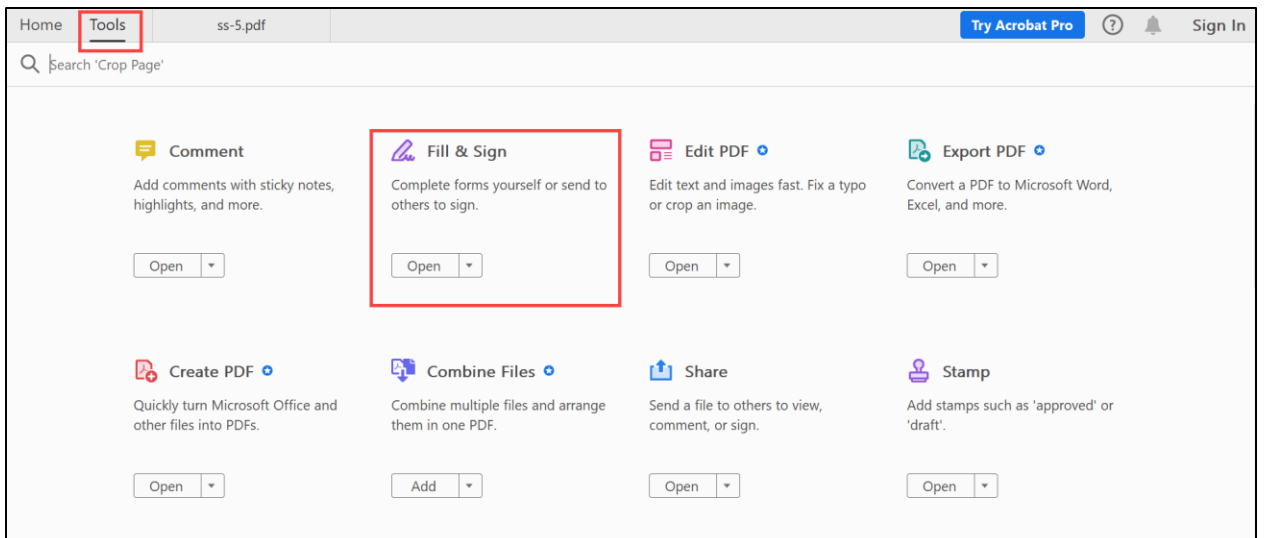 Home Tools ss-5.pdf Try Acrobat Pro ? Sign In
Search 'Crop Page'
Comment
Add comments with sticky notes,
highlights, and more.
Open
Fill & Sign
Complete forms yourself or send to
others to sign.
Open
Edit PDF
Edit text and images fast. Fix a typo
or crop an image.
Open
Export PDF
Convert a PDF to Microsoft Word,
Excel, and more.
Open
Create PDF
Quickly turn Microsoft Office and
other files into PDFs.
Open
Combine Files
Combine multiple files and arrange
them in one PDF.
Add
Share
Send a file to others to view,
comment, or sign.
Open
Stamp
Add stamps such as 'approved' or
'draft'.
Open